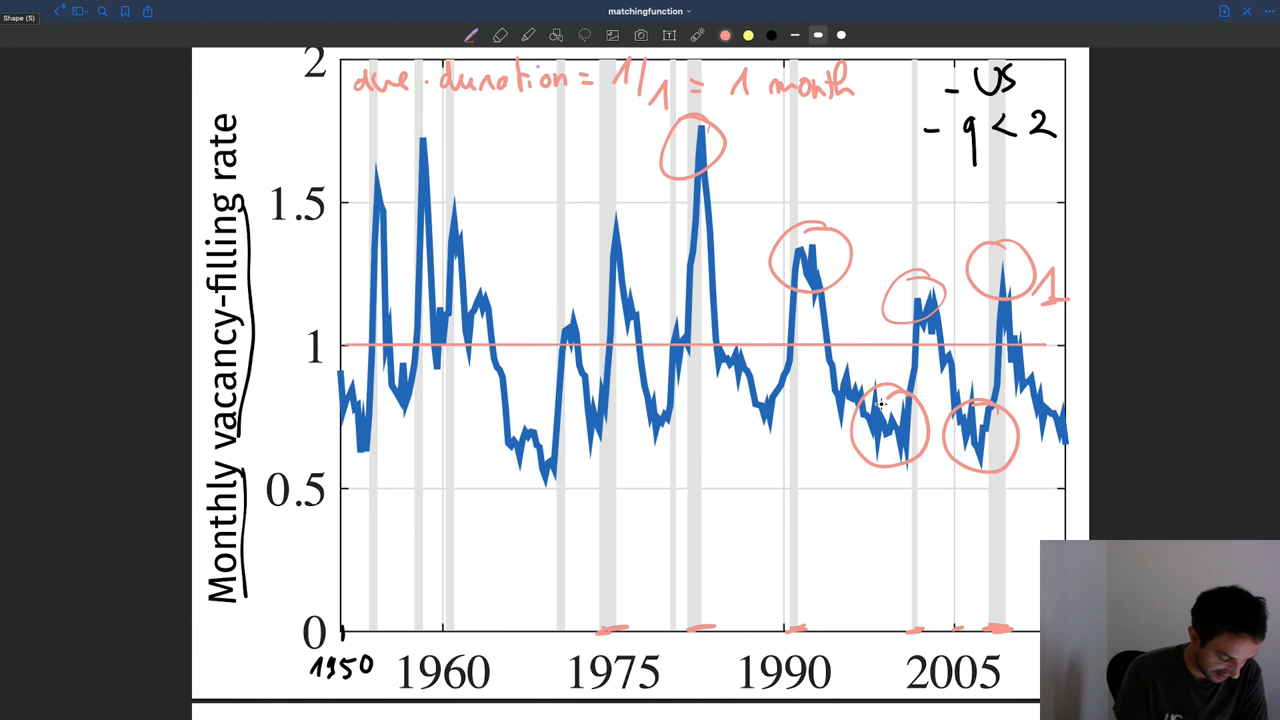 matchingfunction
Shape (S)
ave. duration = 1/1 = 1 month
- US
- q < 2
Monthly vacancy-filling rate
2
1.5
1
0.5
0
1
1950
1960
1975
1990
2005